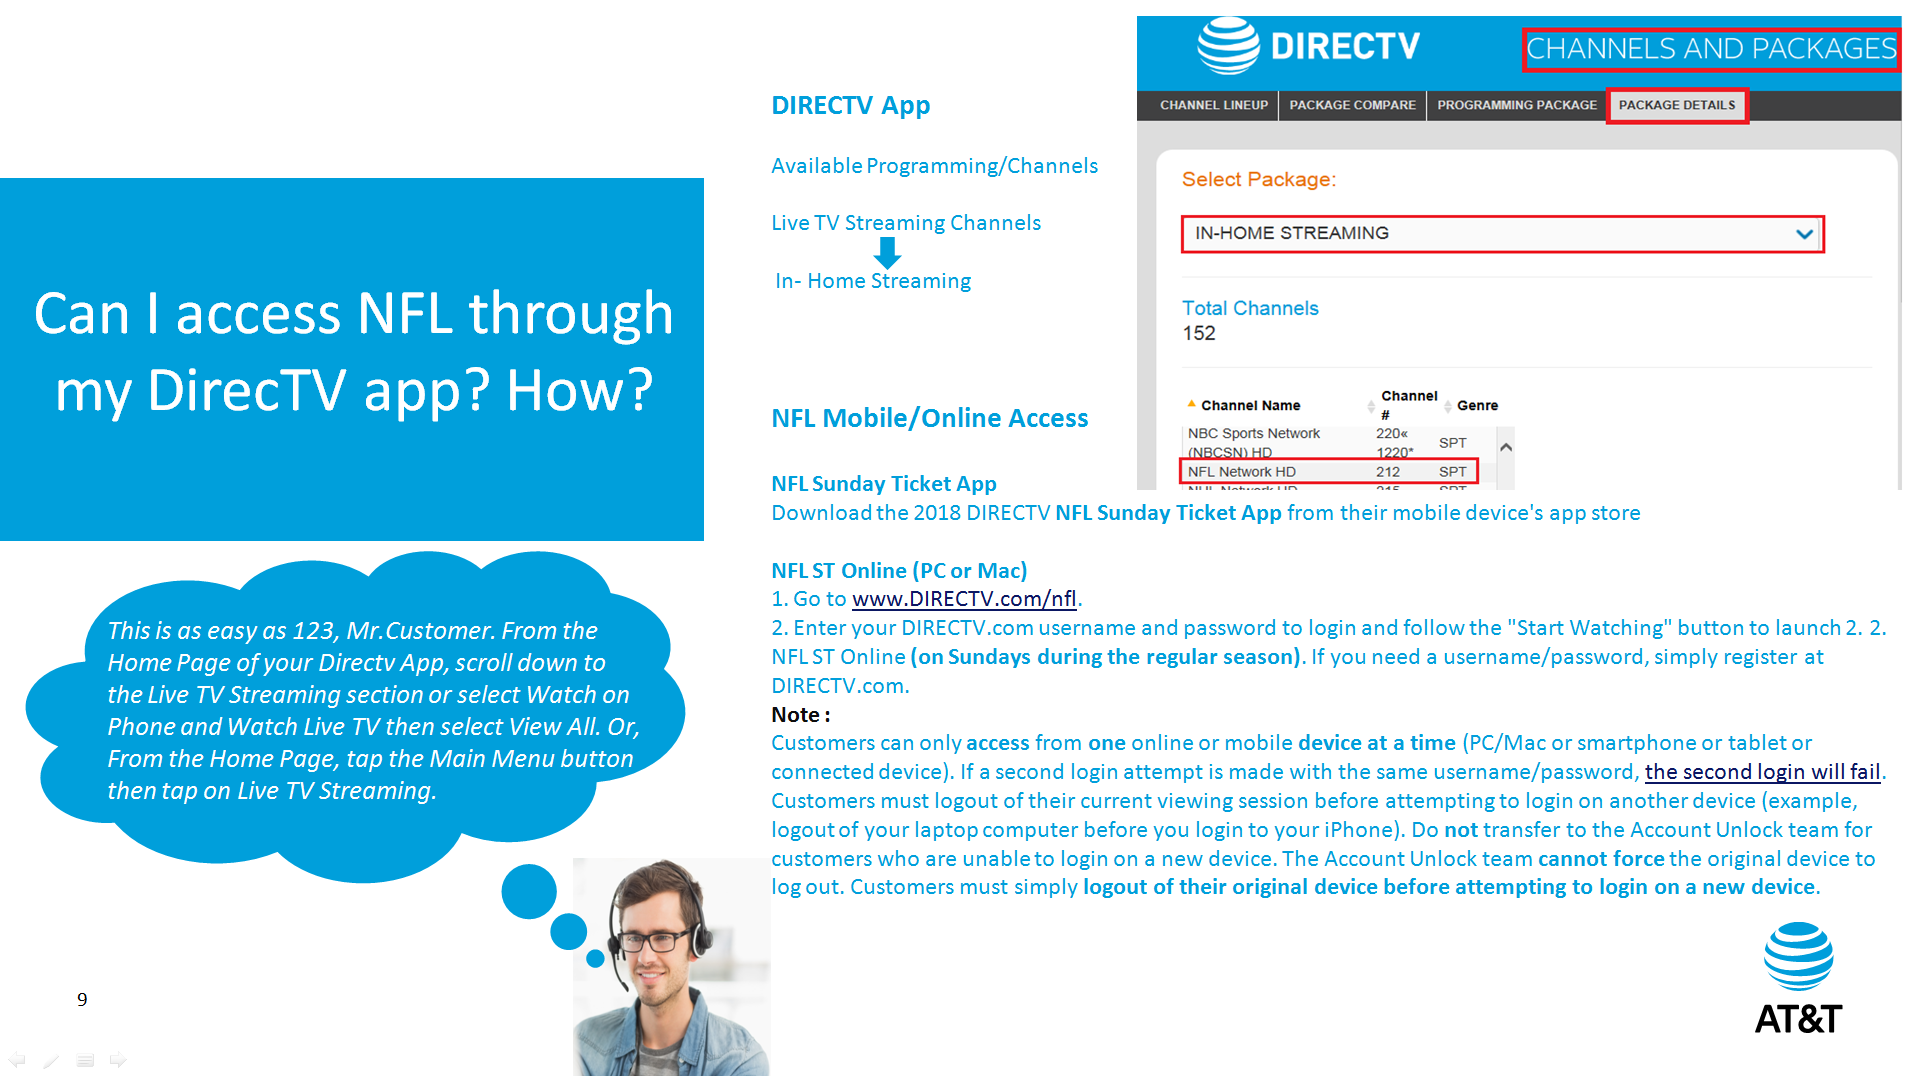 Can I access NFL through
my DirecTV app? How?
This is as easy as 123, Mr.Customer. From the
Home Page of your Directv App, scroll down to
the Live TV Streaming section or select Watch on
Phone and Watch Live TV then select View All. Or,
From the Home Page, tap the Main Menu button
then tap on Live TV Streaming.
9
DIRECTV App
Available Programming/Channels
Live TV Streaming Channels
In- Home Streaming
DIRECTV
CHANNELS AND PACKAGES
CHANNEL LINEUP PACKAGE COMPARE PROGRAMMING PACKAGE PACKAGE DETAILS
Select Package:
IN-HOME STREAMING
Total Channels
152
Channel Name Channel # Genre
NBC Sports Network (NBCSN) HD 220« 1220* SPT
NFL Network HD 212 SPT
NHL Network HD 215 SPT
NFL Mobile/Online Access
NFL Sunday Ticket App
Download the 2018 DIRECTV NFL Sunday Ticket App from their mobile device's app store
NFL ST Online (PC or Mac)
1. Go to www.DIRECTV.com/nfl.
2. Enter your DIRECTV.com username and password to login and follow the "Start Watching" button to launch 2. 2.
NFL ST Online (on Sundays during the regular season). If you need a username/password, simply register at
DIRECTV.com.
Note :
Customers can only access from one online or mobile device at a time (PC/Mac or smartphone or tablet or
connected device). If a second login attempt is made with the same username/password, the second login will fail.
Customers must logout of their current viewing session before attempting to login on another device (example,
logout of your laptop computer before you login to your iPhone). Do not transfer to the Account Unlock team for
customers who are unable to login on a new device. The Account Unlock team cannot force the original device to
log out. Customers must simply logout of their original device before attempting to login on a new device.
AT&T